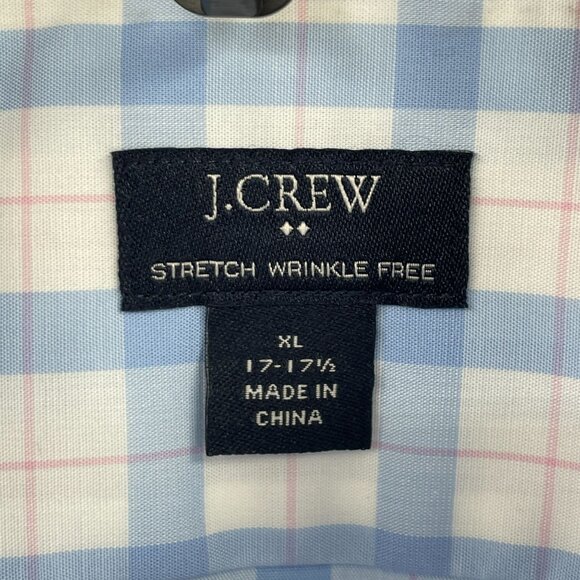 J.CREW
STRETCH WRINKLE FREE
XL
17-17½
MADE IN
CHINA